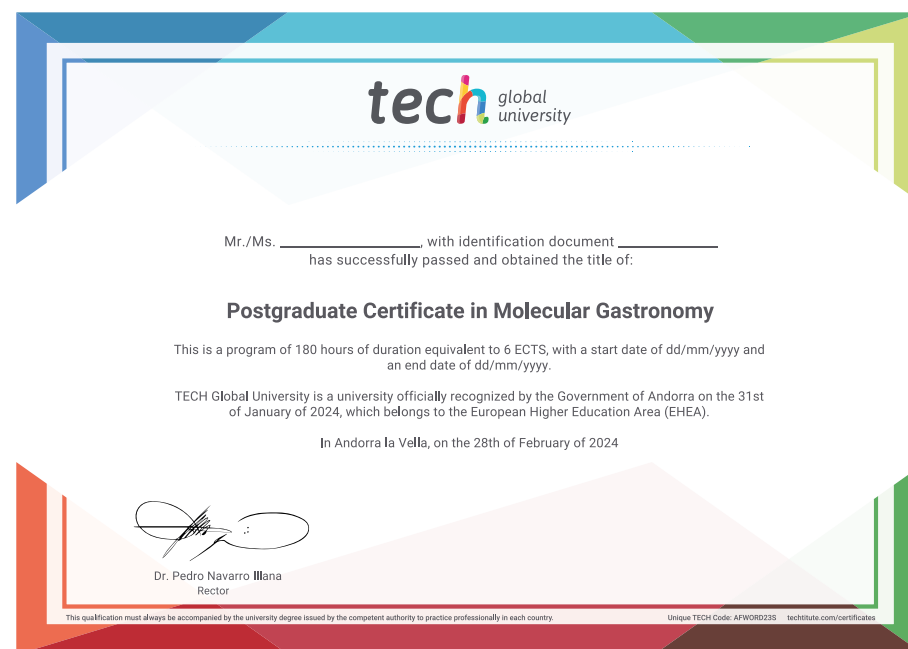 tech global
university
Mr./Ms. ____________________, with identification document ______________
has successfully passed and obtained the title of:
Postgraduate Certificate in Molecular Gastronomy
This is a program of 180 hours of duration equivalent to 6 ECTS, with a start date of dd/mm/yyyy and
an end date of dd/mm/yyyy.
TECH Global University is a university officially recognized by the Government of Andorra on the 31st
of January of 2024, which belongs to the European Higher Education Area (EHEA).
In Andorra la Vella, on the 28th of February of 2024
Dr. Pedro Navarro Illana
Rector
This qualification must always be accompanied by the university degree issued by the competent authority to practice professionally in each country. Unique TECH Code: AFWORD23S techtitute.com/certificates